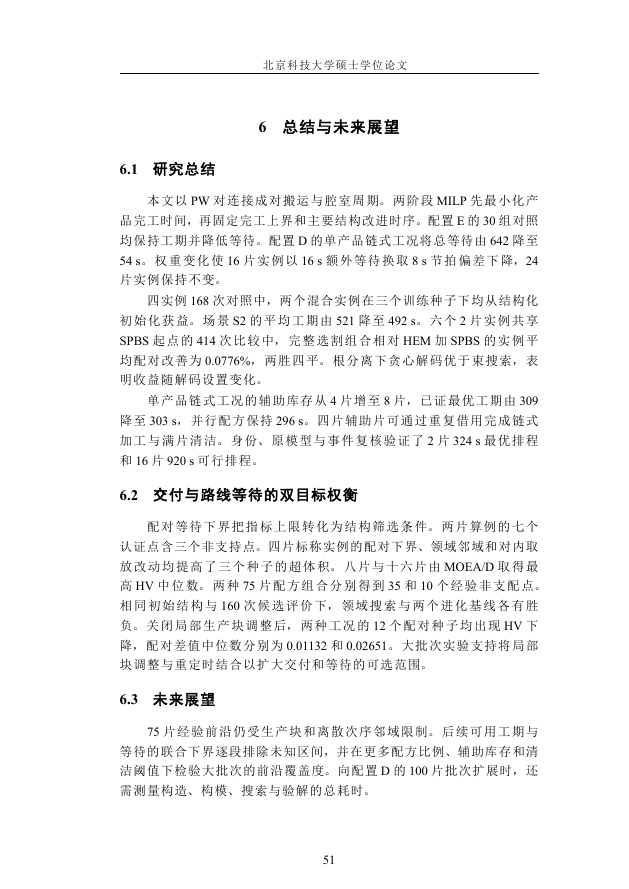 北京科技大学硕士学位论文
6 总结与未来展望
6.1 研究总结
本文以 PW 对连接成对搬运与腔室周期。两阶段 MILP 先最小化产
品完工时间，再固定完工上界和主要结构改进时序。配置 E 的 30 组对照
均保持工期并降低等待。配置 D 的单产品链式工况将总等待由 642 降至
54 s。权重变化使 16 片实例以 16 s 额外等待换取 8 s 节拍偏差下降，24
片实例保持不变。
四实例 168 次对照中，两个混合实例在三个训练种子下均从结构化
初始化获益。场景 S2 的平均工期由 521 降至 492 s。六个 2 片实例共享
SPBS 起点的 414 次比较中，完整选割组合相对 HEM 加 SPBS 的实例平
均配对改善为 0.0776%，两胜四平。根分离下贪心解码优于束搜索，表
明收益随解码设置变化。
单产品链式工况的辅助库存从 4 片增至 8 片，已证最优工期由 309
降至 303 s，并行配方保持 296 s。四片辅助片可通过重复借用完成链式
加工与满片清洁。身份、原模型与事件复核验证了 2 片 324 s 最优排程
和 16 片 920 s 可行排程。
6.2 交付与路线等待的双目标权衡
配对等待下界把指标上限转化为结构筛选条件。两片算例的七个
认证点含三个非支持点。四片标称实例的配对下界、领域邻域和对内取
放改动均提高了三个种子的超体积。八片与十六片由 MOEA/D 取得最
高 HV 中位数。两种 75 片配方组合分别得到 35 和 10 个经验非支配点。
相同初始结构与 160 次候选评价下，领域搜索与两个进化基线各有胜
负。关闭局部生产块调整后，两种工况的 12 个配对种子均出现 HV 下
降，配对差值中位数分别为 0.01132 和 0.02651。大批次实验支持将局部
块调整与重定时结合以扩大交付和等待的可选范围。
6.3 未来展望
75 片经验前沿仍受生产块和离散次序邻域限制。后续可用工期与
等待的联合下界逐段排除未知区间，并在更多配方比例、辅助库存和清
洁阈值下检验大批次的前沿覆盖度。向配置 D 的 100 片批次扩展时，还
需测量构造、构模、搜索与验解的总耗时。
51